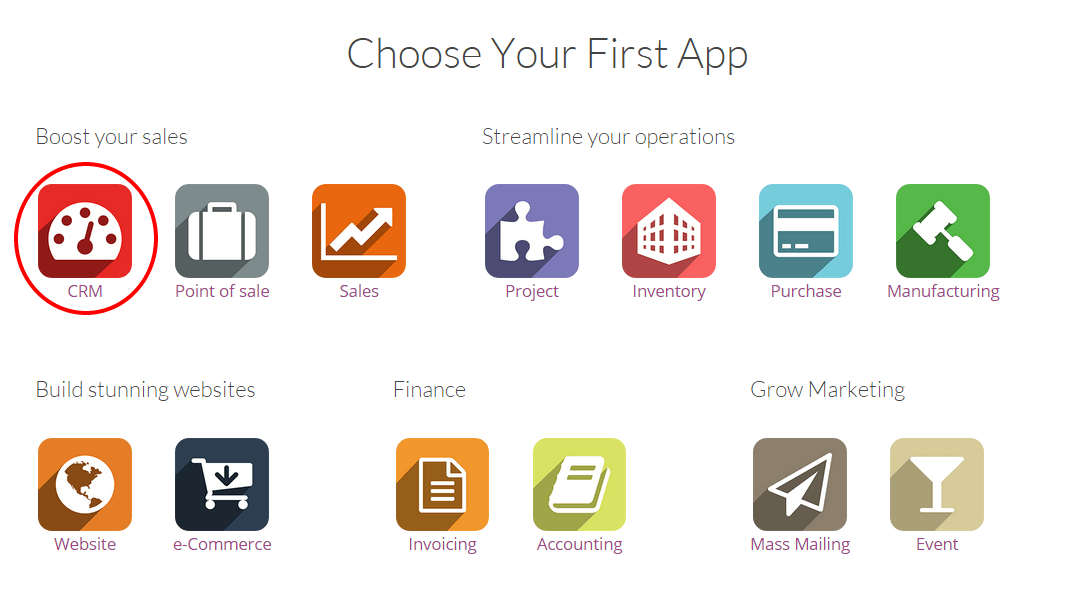 Choose Your First App
Boost your sales
Streamline your operations
CRM
Point of sale
Sales
Project
Inventory
Purchase
Manufacturing
Build stunning websites
Finance
Grow Marketing
Website
e-Commerce
Invoicing
Accounting
Mass Mailing
Event